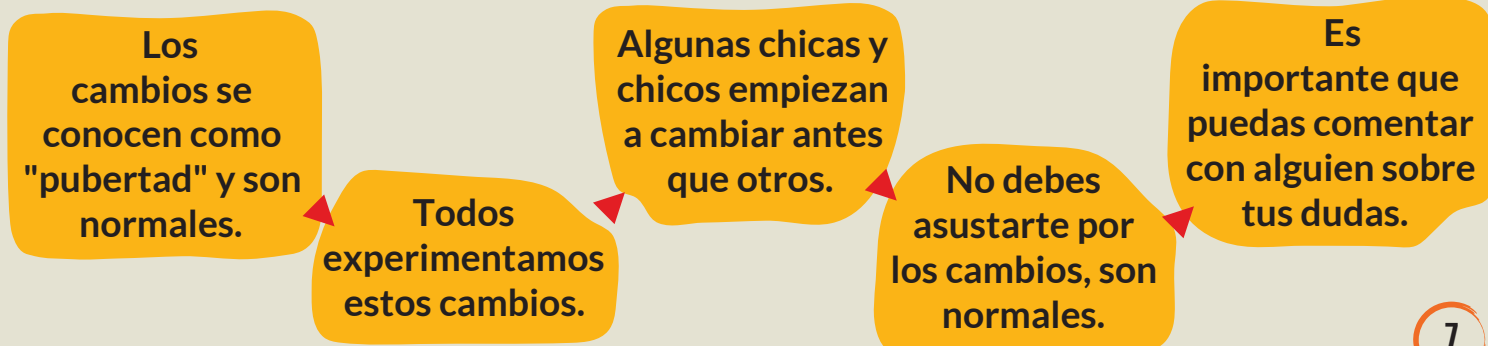 Los
cambios se
conocen como
"pubertad" y son
normales.
Todos
experimentamos
estos cambios.
Algunas chicas y
chicos empiezan
a cambiar antes
que otros.
No debes
asustarte por
los cambios, son
normales.
Es
importante que
puedas comentar
con alguien sobre
tus dudas.
7